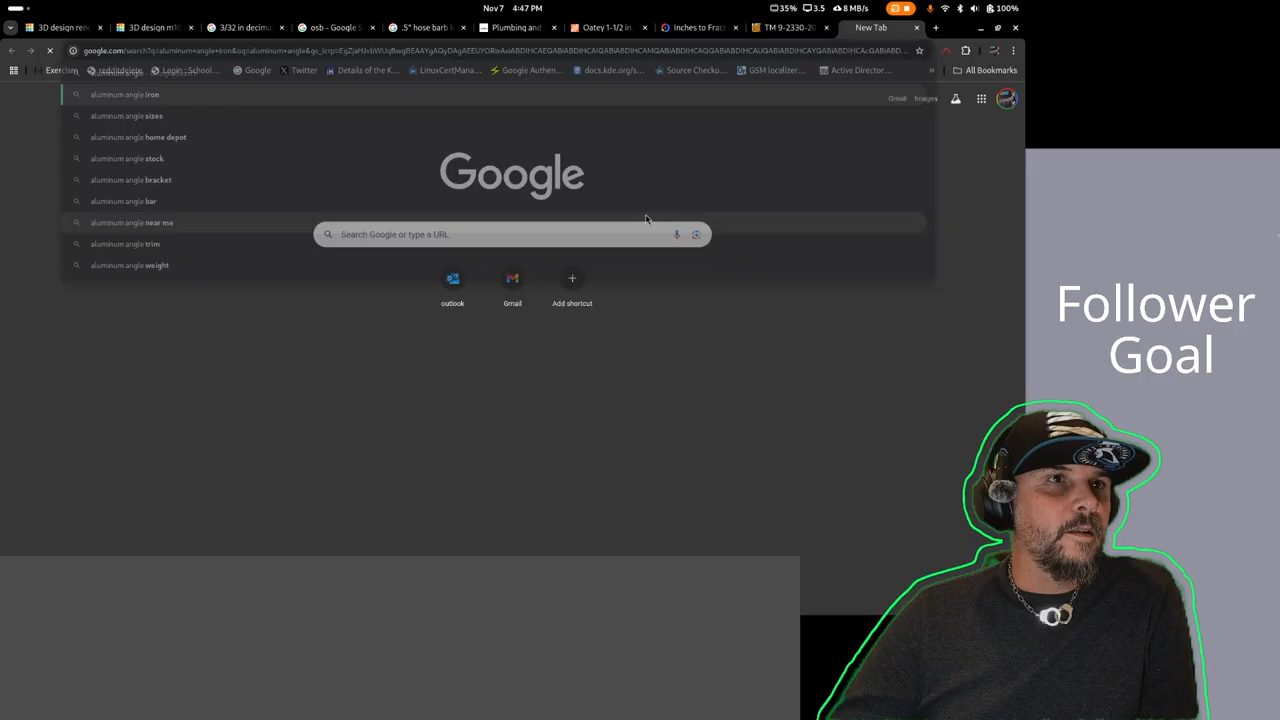 Nov 7 4:47 PM
35% 3.5 8 MB/s 100%
3D design re
3D design m1
3/32 in decim
osb - Google S
.5" hose barb
Plumbing and
Oatey 1-1/2 in
Inches to Fract
TM 9-2330-20
New Tab
Exercism
redditdelete
Login : School...
Google
Twitter
Details of the K...
LinuxCertMana...
Google Authen...
docs.kde.org/s...
Source Checko...
GSM localizer...
Active Director...
» All Bookmarks
aluminum angle iron
aluminum angle sizes
aluminum angle home depot
aluminum angle stock
aluminum angle bracket
aluminum angle bar
aluminum angle near me
aluminum angle trim
aluminum angle weight
Gmail Images
Google
Search Google or type a URL
outlook Gmail Add shortcut
Follower
Goal